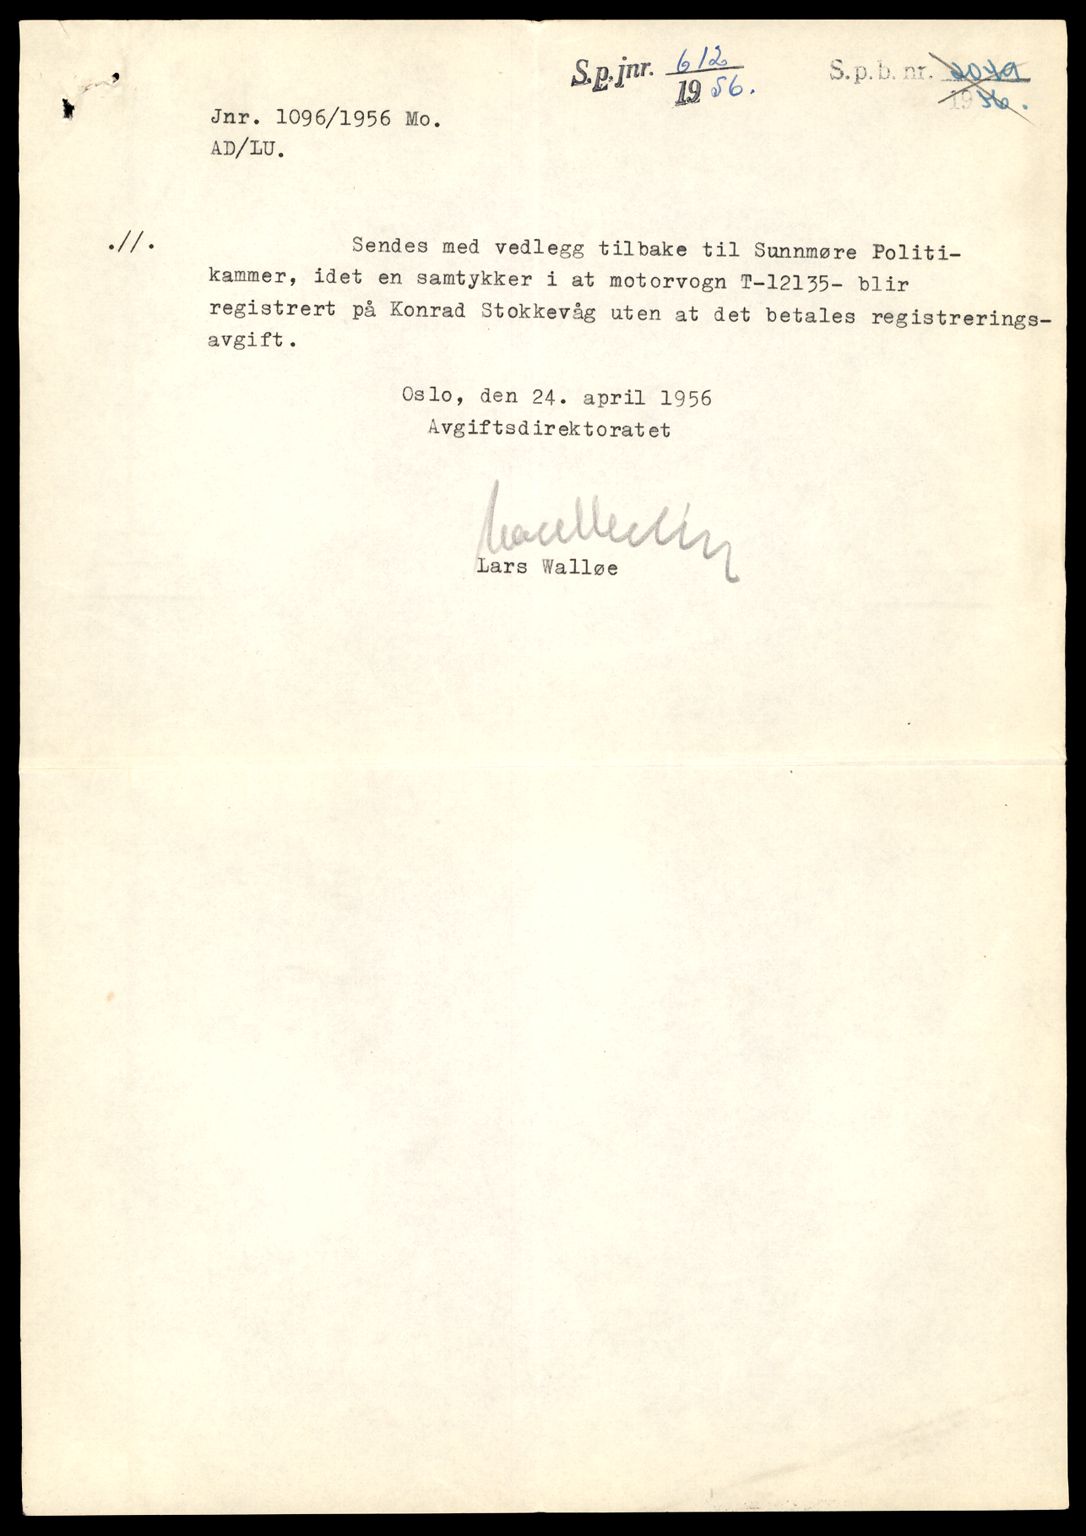 S.p.jnr. 612
1956.
S.p.b.nr. 2049
1956.
Jnr. 1096/1956 Mo.
AD/LU.
.//. Sendes med vedlegg tilbake til Sunnmøre Politi-
kammer, idet en samtykker i at motorvogn T-12135- blir
registrert på Konrad Stokkevåg uten at det betales registrerings-
avgift.
Oslo, den 24. april 1956
Avgiftsdirektoratet
Lars Walløe